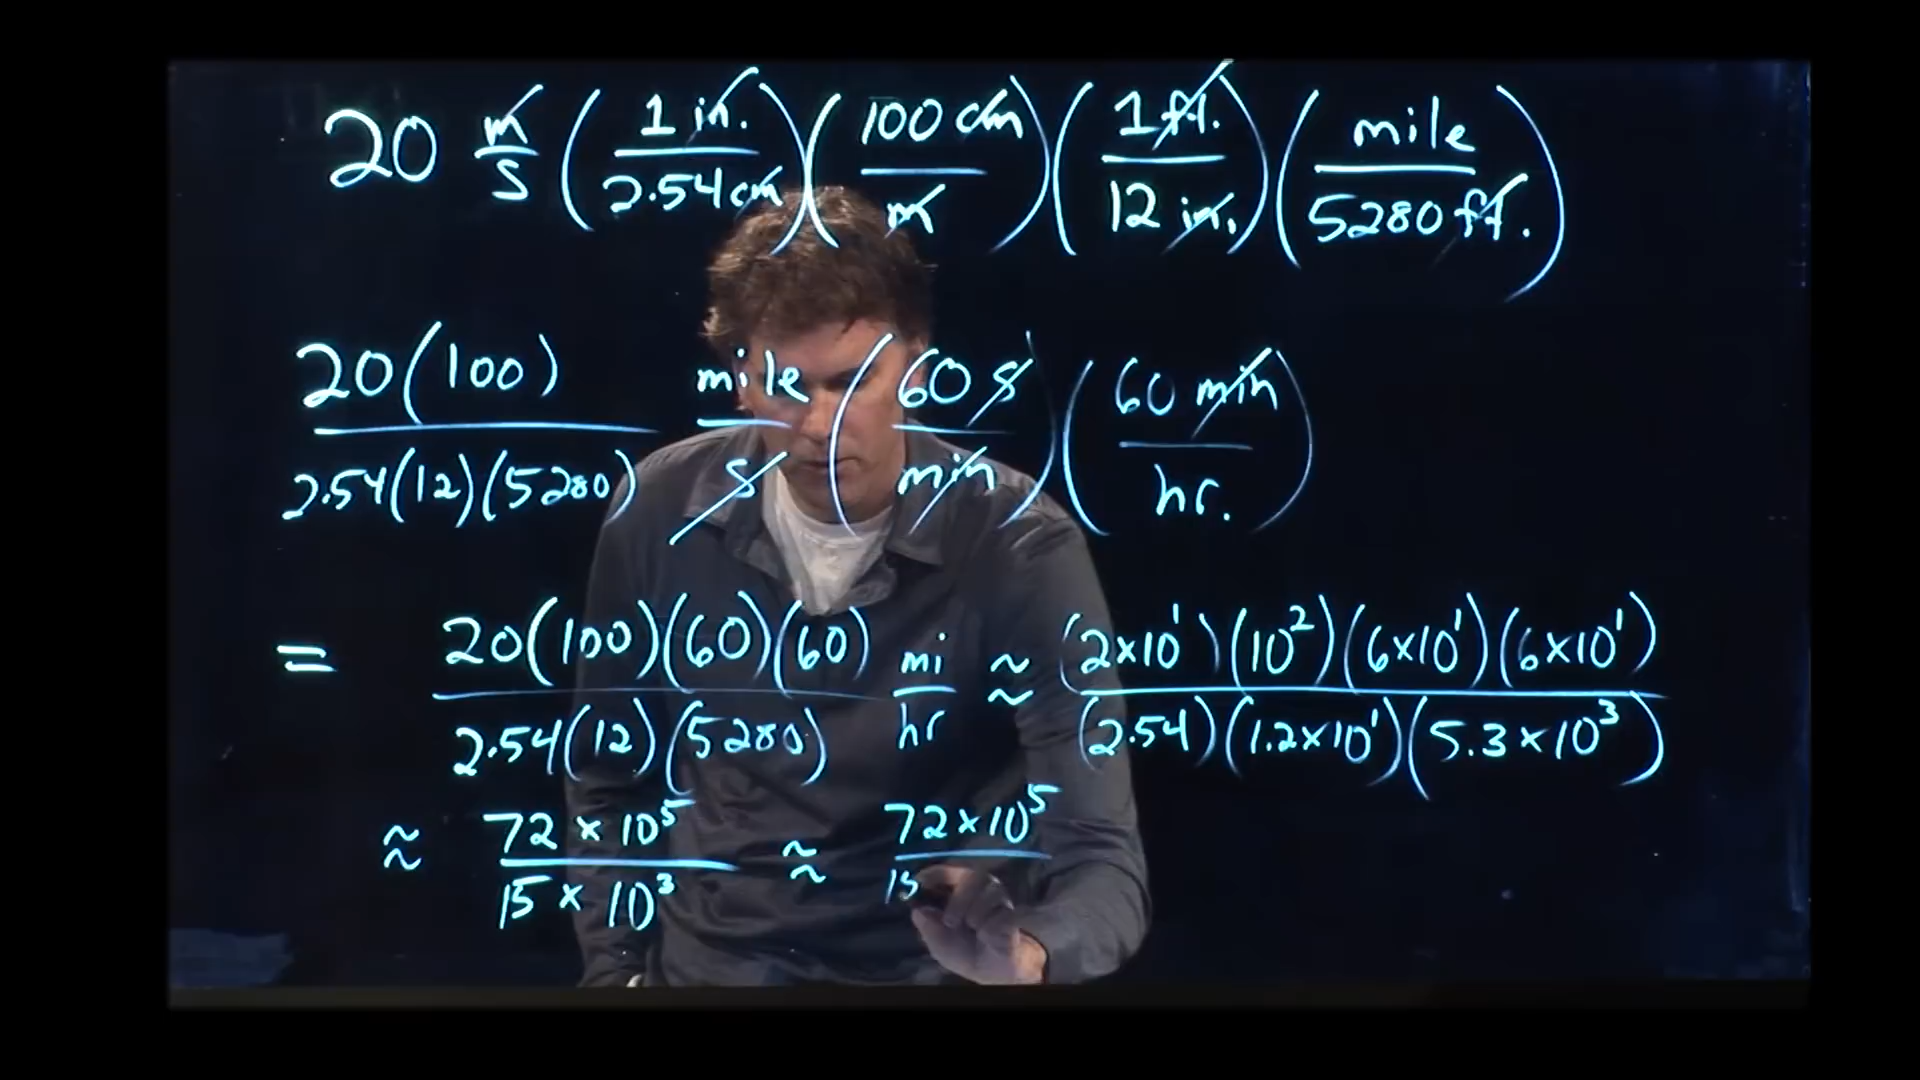 20 m/s (1 in./2.54 cm)(100 cm/m)(1 ft./12 in.)(mile/5280 ft.)
20(100)/2.54(12)(5280) mile/s (60 s/min)(60 min/hr.)
= 20(100)(60)(60)/2.54(12)(5280) mi/hr ≈ (2×10¹)(10²)(6×10¹)(6×10¹)/(2.54)(1.2×10¹)(5.3×10³)
≈ 72 × 10⁵/15 × 10³ ≈ 72 × 10⁵/15